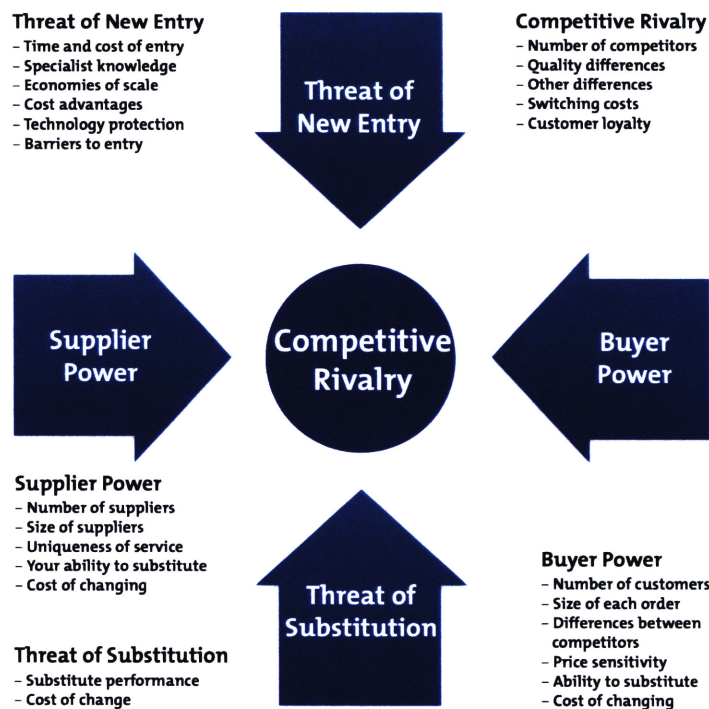 Threat of New Entry
– Time and cost of entry
– Specialist knowledge
– Economies of scale
– Cost advantages
– Technology protection
– Barriers to entry
Threat of
New Entry
Competitive Rivalry
– Number of competitors
– Quality differences
– Other differences
– Switching costs
– Customer loyalty
Supplier
Power
Competitive
Rivalry
Buyer
Power
Supplier Power
– Number of suppliers
– Size of suppliers
– Uniqueness of service
– Your ability to substitute
– Cost of changing
Threat of Substitution
– Substitute performance
– Cost of change
Threat of
Substitution
Buyer Power
– Number of customers
– Size of each order
– Differences between
competitors
– Price sensitivity
– Ability to substitute
– Cost of changing